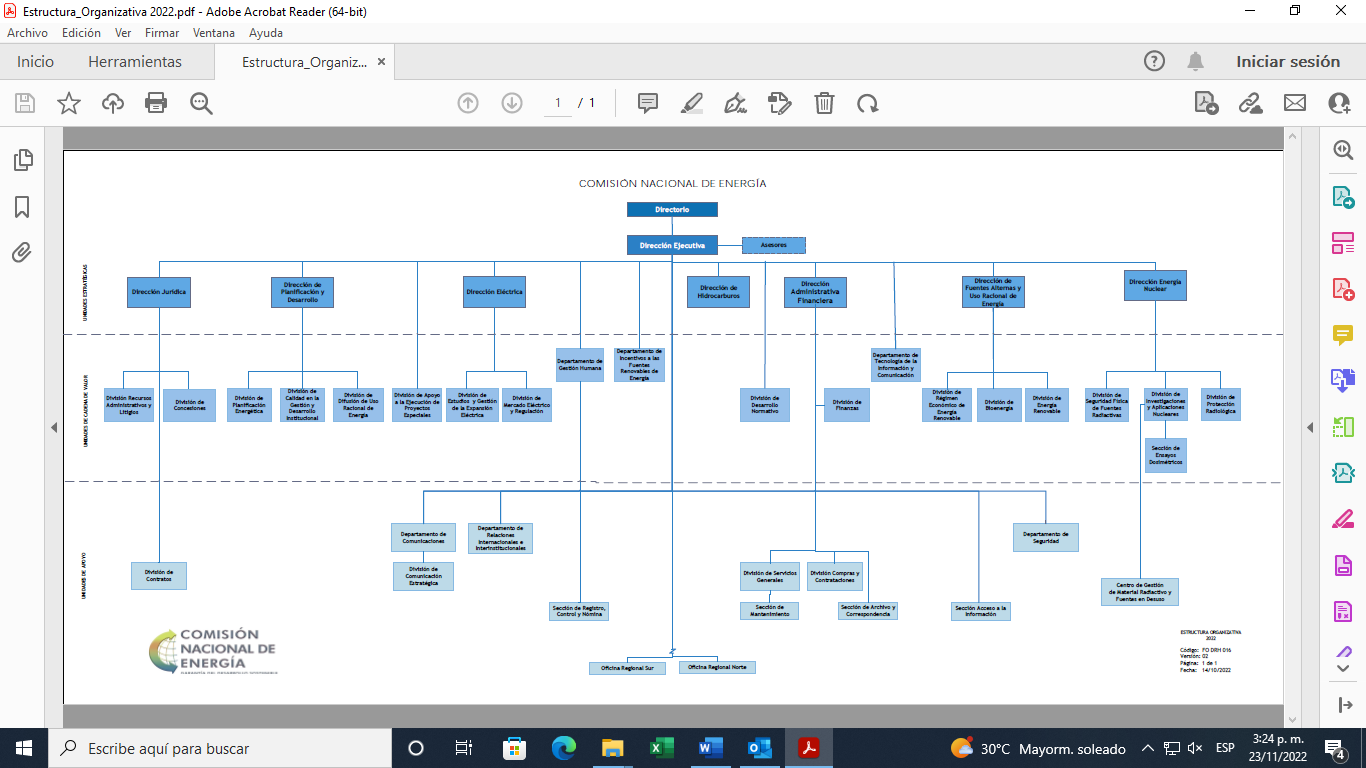 Estructura_Organizativa 2022.pdf - Adobe Acrobat Reader (64-bit)
Archivo Edición Ver Firmar Ventana Ayuda
Inicio Herramientas Estructura_Organiz... × Iniciar sesión
1 / 1
COMISIÓN NACIONAL DE ENERGÍA
Directorio
Dirección Ejecutiva
Asesores
UNIDADES ESTRATÉGICAS
Dirección Jurídica
Dirección de
Planificación y
Desarrollo
Dirección Eléctrica
Dirección de
Hidrocarburos
Dirección
Administrativa
Financiera
Dirección de
Fuentes Alternas y
Uso Racional de
Energía
Dirección Energía
Nuclear
UNIDADES DE CADENA DE VALOR
Departamento de
Gestión Humana
Departamento de
Incentivos a las
Fuentes
Renovables de
Energía
Departamento de
Tecnología de la
Información y
Comunicación
División Recursos
Administrativos y
Litigios
División de
Concesiones
División de
Planificación
Energética
División de
Calidad en la
Gestión y
Desarrollo
Institucional
División de
Difusión de Uso
Racional de
Energía
División de Apoyo
a la Ejecución de
Proyectos
Especiales
División de
Estudios y Gestión
de la Expansión
Eléctrica
División de
Mercado Eléctrico
y Regulación
División de
Desarrollo
Normativo
División de
Finanzas
División de
Régimen
Económico de
Energía
Renovable
División de
Bioenergía
División de
Energía
Renovable
División de
Seguridad Física
de Fuentes
Radiactivas
División de
Investigaciones
y Aplicaciones
Nucleares
División de
Protección
Radiológica
Sección de
Ensayos
Dosimétricos
UNIDADES DE APOYO
Departamento de
Comunicaciones
Departamento de
Relaciones
Internacionales e
Interinstitucionales
Departamento de
Seguridad
División de
Contratos
División de
Comunicación
Estratégica
División de Servicios
Generales
División Compras y
Contrataciones
Centro de Gestión
de Material Radiactivo y
Fuentes en Desuso
Sección de Registro,
Control y Nómina
Sección de
Mantenimiento
Sección de Archivo y
Correspondencia
Sección Acceso a la
Información
Oficina Regional Sur
Oficina Regional Norte
COMISIÓN
NACIONAL DE
ENERGÍA
ESTRUCTURA ORGANIZATIVA
2022
Código: FO DRH 016
Versión: 02
Página: 1 de 1
Fecha: 14/10/2022
Escribe aquí para buscar
30°C Mayorm. soleado
ESP
3:24 p. m.
23/11/2022
4